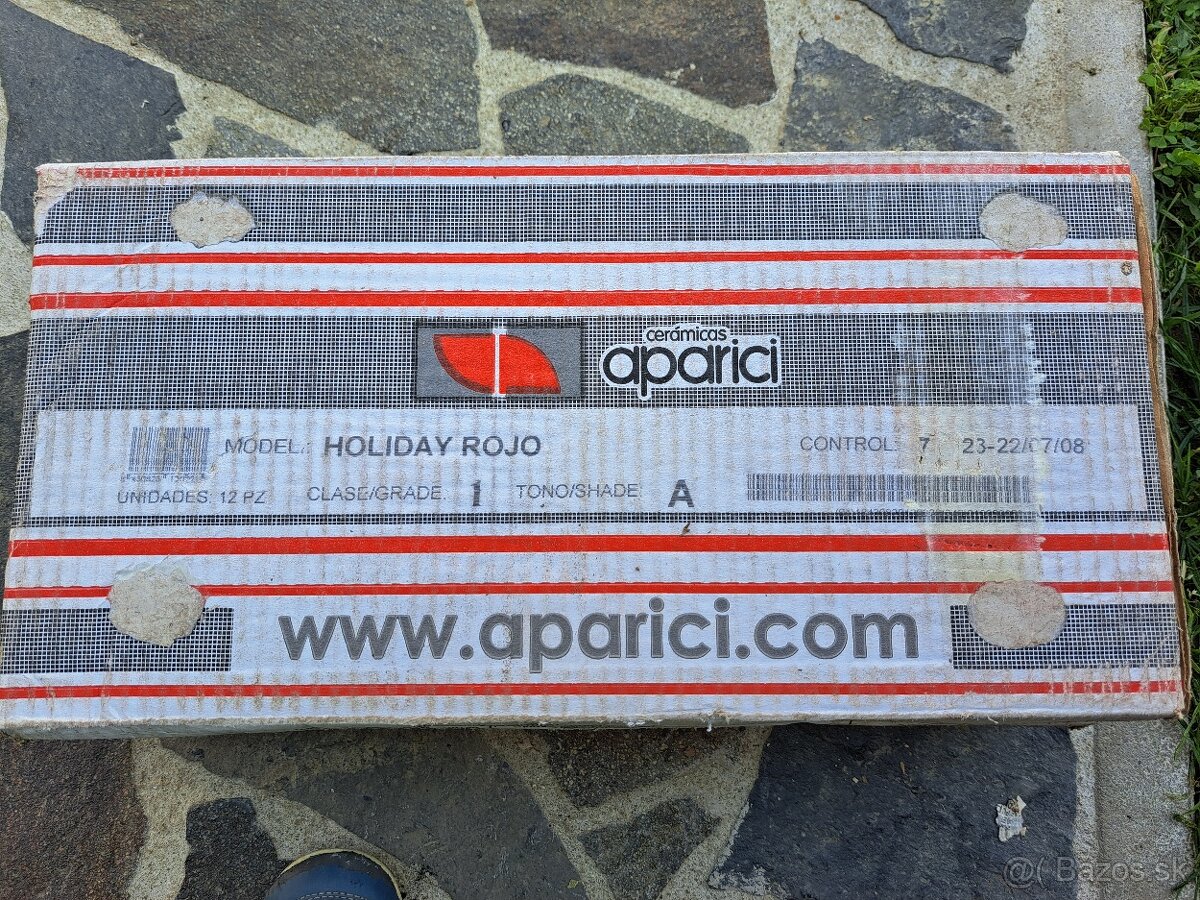 cerámicas
aparici
MODEL.: HOLIDAY ROJO
CONTROL: 7 23-22/07/08
UNIDADES: 12 PZ CLASE/GRADE I TONO/SHADE A
www.aparici.com
@( Bazos.sk